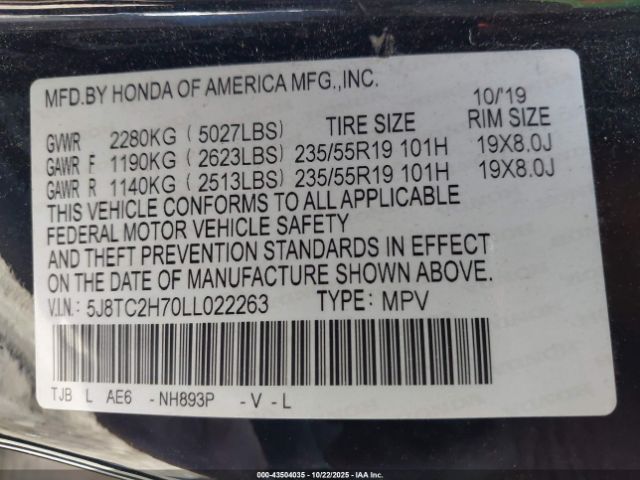 MFD.BY HONDA OF AMERICA MFG.,INC. 10/'19
GVWR 2280KG (5027LBS) TIRE SIZE RIM SIZE
GAWR F 1190KG (2623LBS) 235/55R19 101H 19X8.0J
GAWR R 1140KG (2513LBS) 235/55R19 101H 19X8.0J
THIS VEHICLE CONFORMS TO ALL APPLICABLE
FEDERAL MOTOR VEHICLE SAFETY
AND THEFT PREVENTION STANDARDS IN EFFECT
ON THE DATE OF MANUFACTURE SHOWN ABOVE.
V.I.N.: 5J8TC2H70LL022263 TYPE: MPV
TJB L AE6 -NH893P -V-L
000-43504035 - 10/22/2025 - IAAI.com